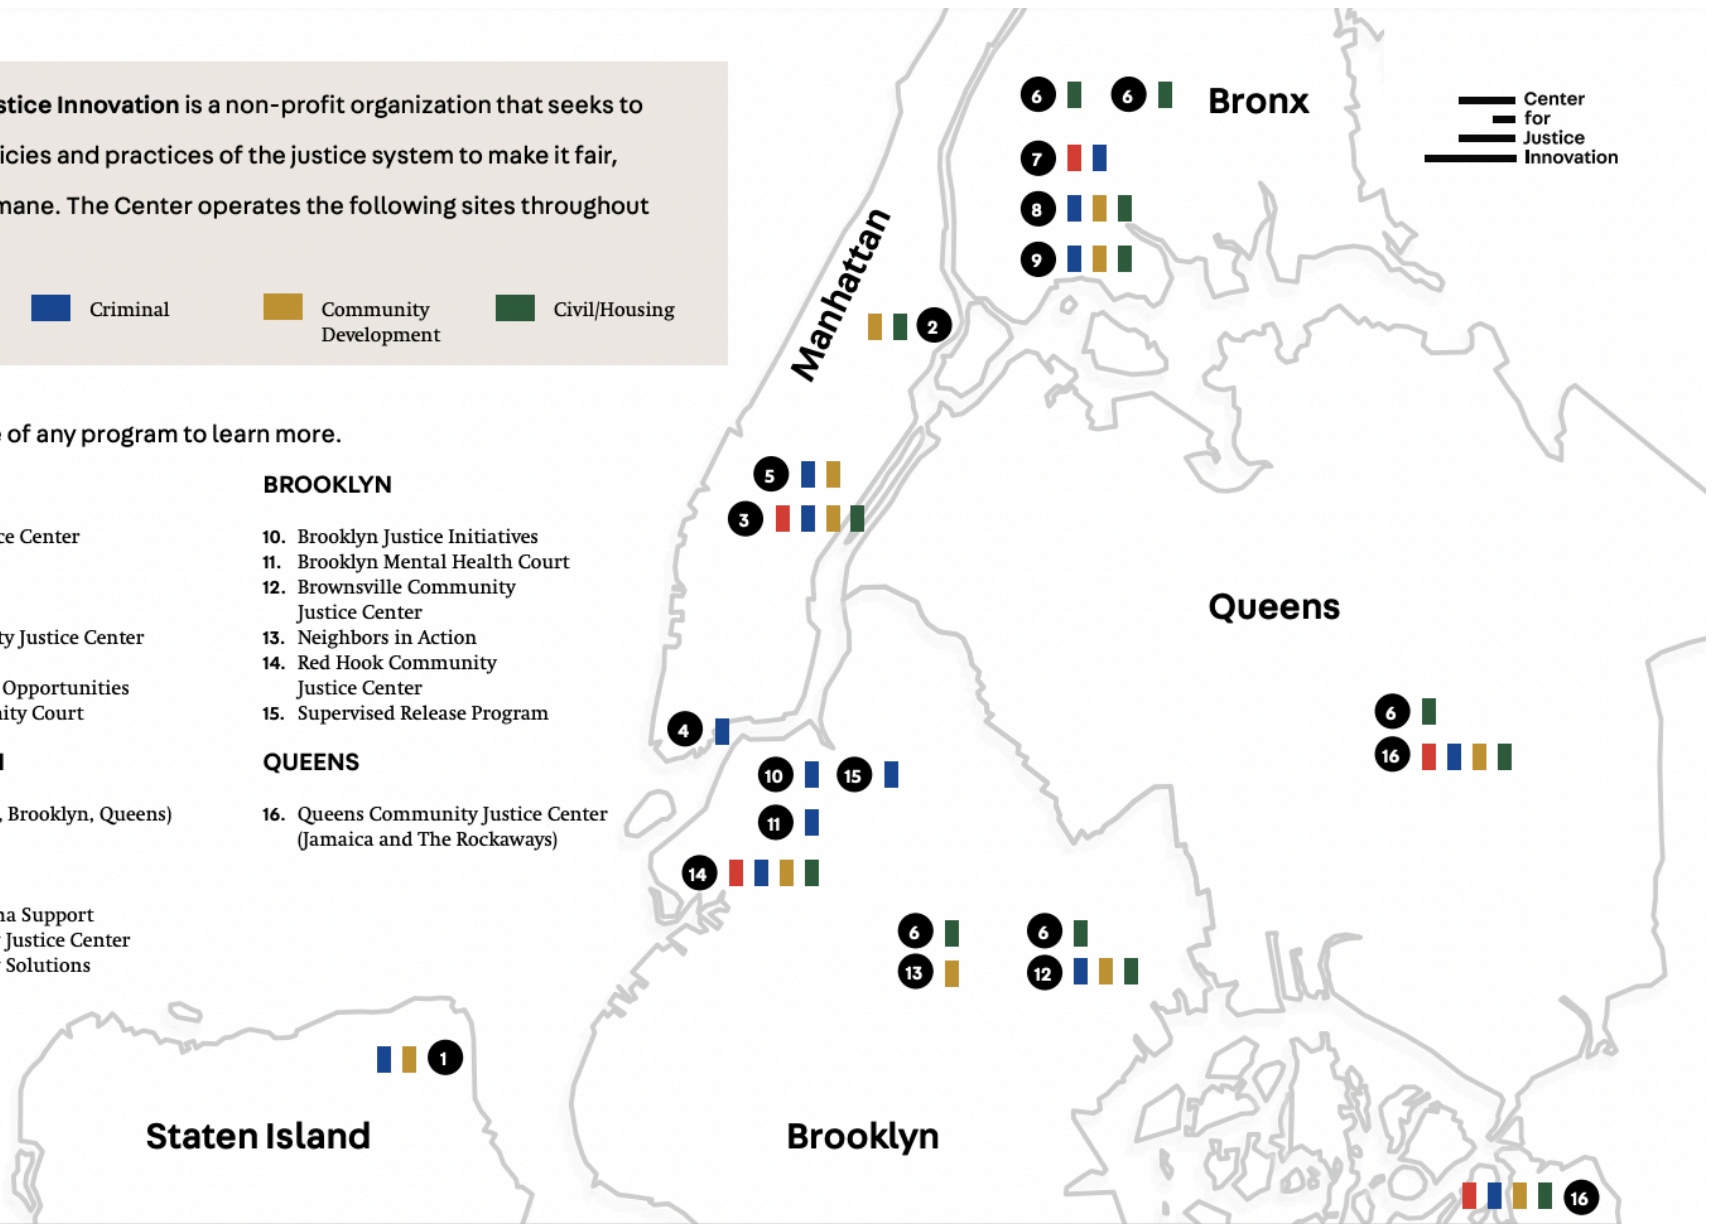 stice Innovation is a non-profit organization that seeks to
icies and practices of the justice system to make it fair,
mane. The Center operates the following sites throughout
Criminal
Community
Development
Civil/Housing
of any program to learn more.
ce Center
ty Justice Center
Opportunities
ity Court
, Brooklyn, Queens)
na Support
Justice Center
Solutions
BROOKLYN
10. Brooklyn Justice Initiatives
11. Brooklyn Mental Health Court
12. Brownsville Community
Justice Center
13. Neighbors in Action
14. Red Hook Community
Justice Center
15. Supervised Release Program
QUEENS
16. Queens Community Justice Center
(Jamaica and The Rockaways)
Center
for
Justice
Innovation
6 6 Bronx
7
8
9
Manhattan
2
5
3
4
Queens
6
16
10 15
11
14
6 6
13 12
1
Staten Island
Brooklyn
16